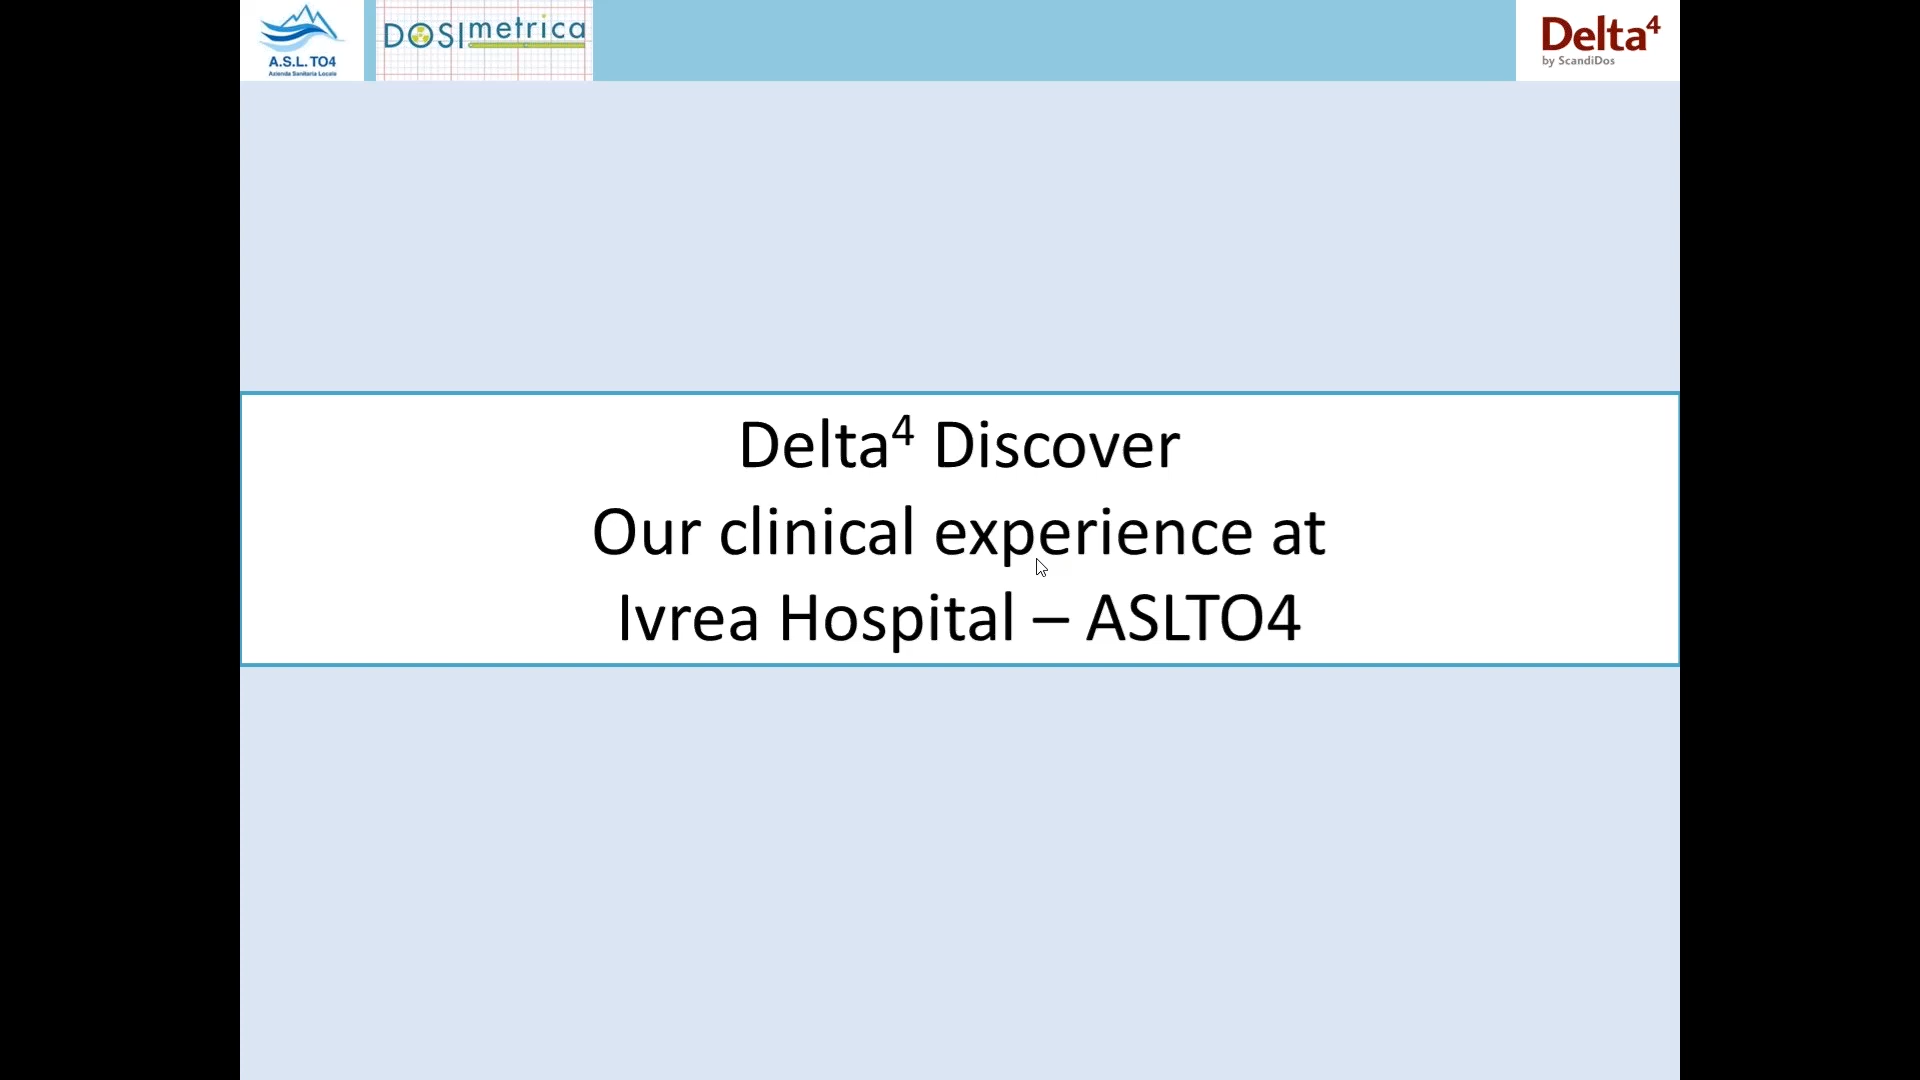 A.S.L. TO4
Azienda Sanitaria Locale
DOSImetrica
Delta⁴
by ScandiDos
Delta⁴ Discover
Our clinical experience at
Ivrea Hospital – ASLTO4